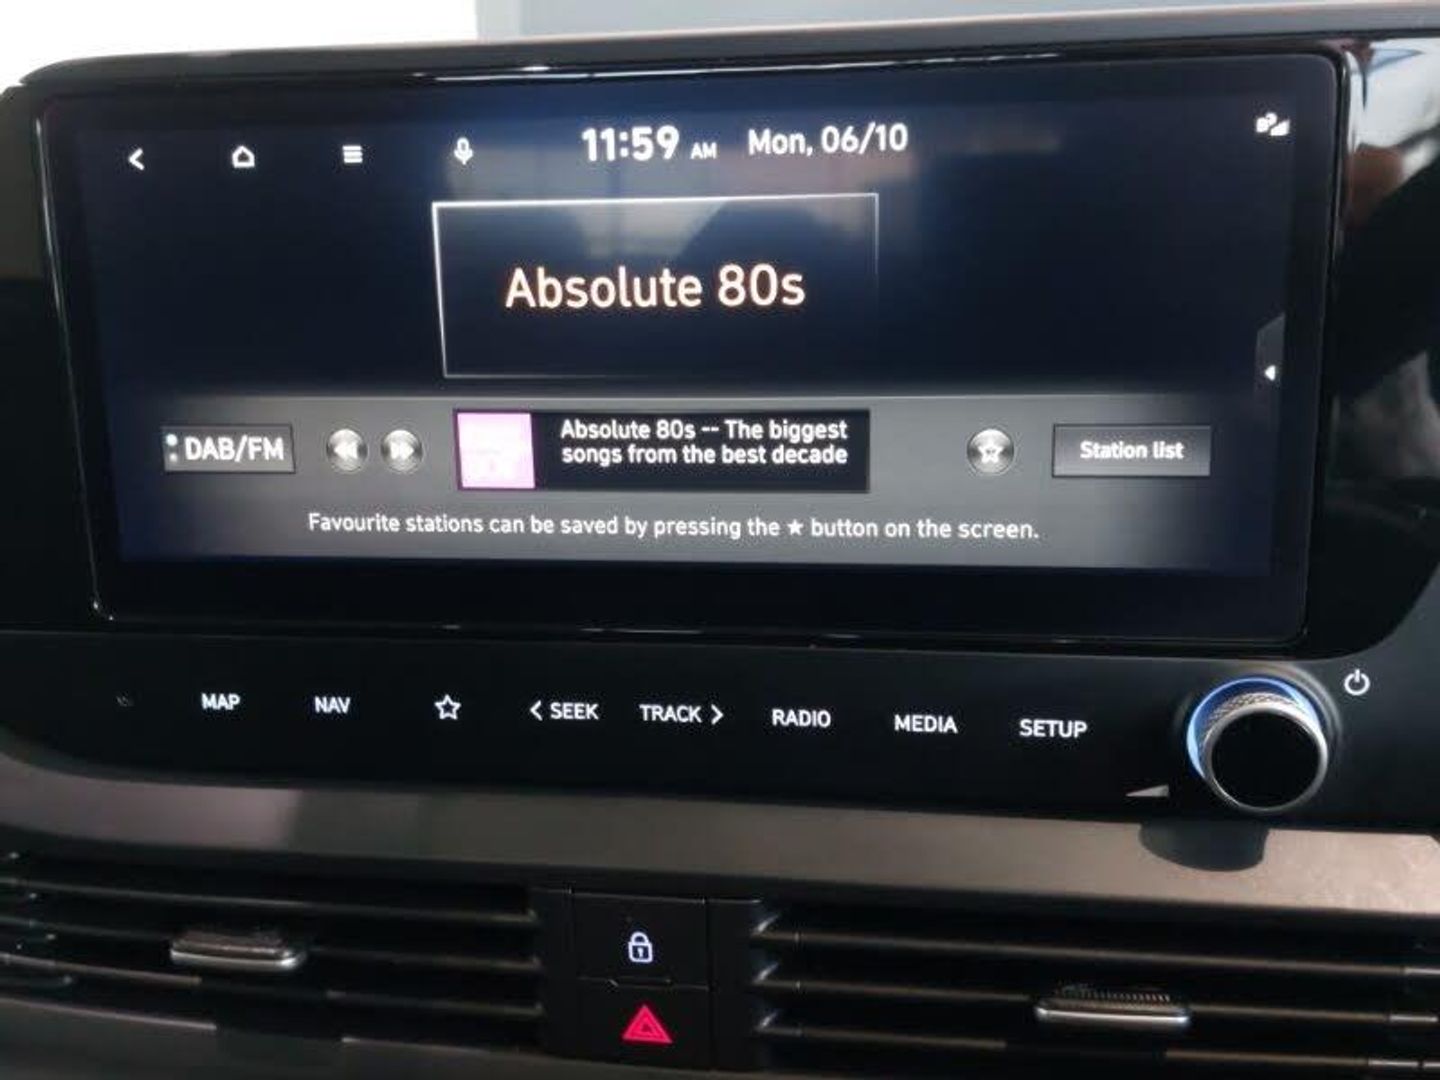 11:59 AM Mon, 06/10
Absolute 80s
DAB/FM
Absolute 80s -- The biggest
songs from the best decade
Station list
Favourite stations can be saved by pressing the ★ button on the screen.
MAP NAV ☆ < SEEK TRACK > RADIO MEDIA SETUP